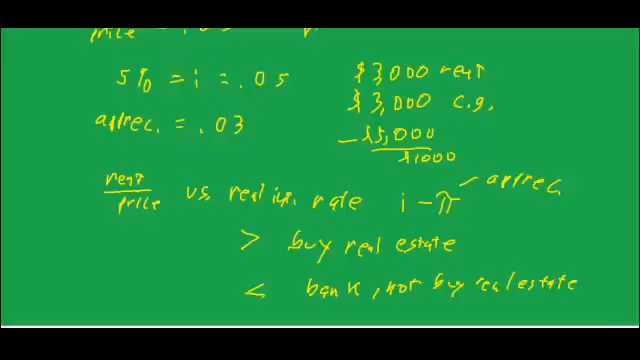 price
5% = i = .05
$3,000 rent
apprec. = .03
$3,000 c.g.
- $5,000
$1000
rent
price
vs. real int. rate i - π apprec.
> buy real estate
< bank, not buy real estate